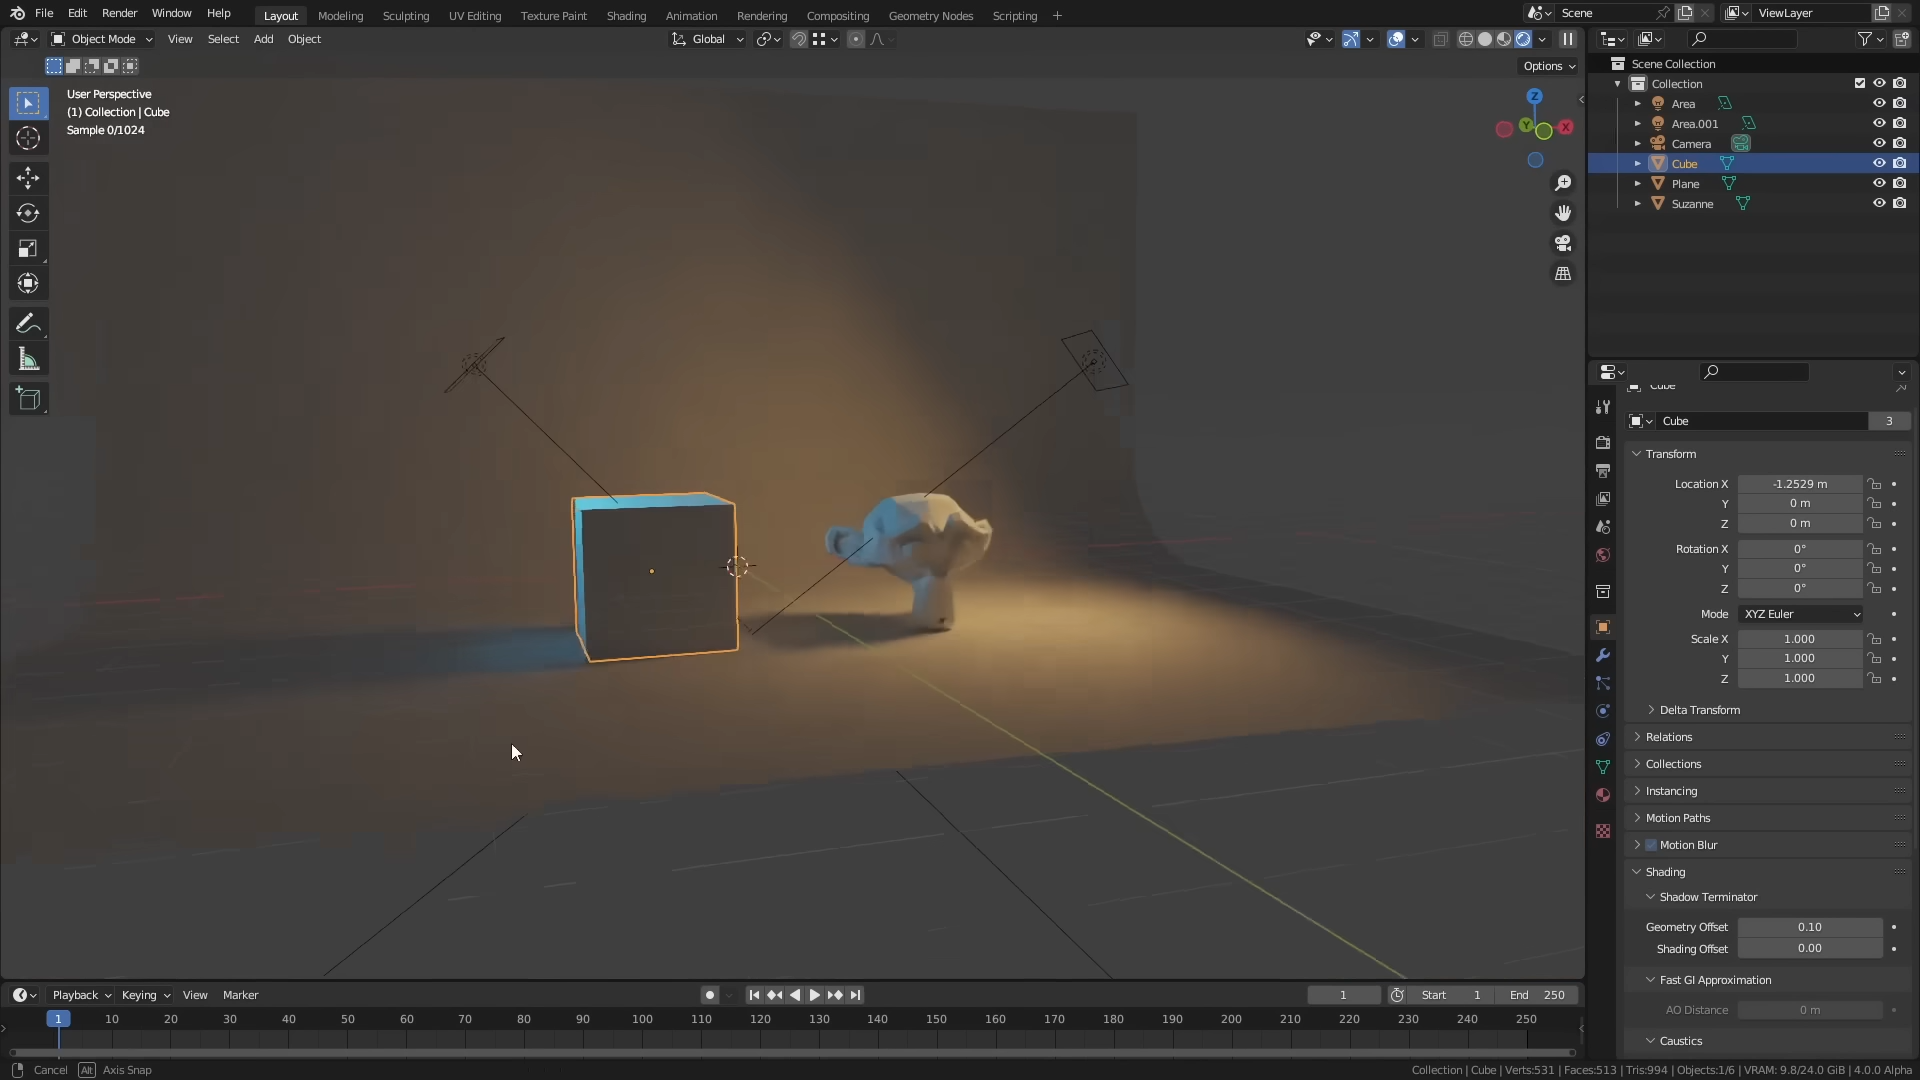 File Edit Render Window Help Layout Modeling Sculpting UV Editing Texture Paint Shading Animation Rendering Compositing Geometry Nodes Scripting + Scene ViewLayer
Object Mode View Select Add Object Global
Options
User Perspective
(1) Collection | Cube
Sample 0/1024
Z
Y
X
Scene Collection
Collection
Area
Area.001
Camera
Cube
Plane
Suzanne
Cube
Cube 3
Transform
Location X -1.2529 m
Y 0 m
Z 0 m
Rotation X 0°
Y 0°
Z 0°
Mode XYZ Euler
Scale X 1.000
Y 1.000
Z 1.000
Delta Transform
Relations
Collections
Instancing
Motion Paths
Motion Blur
Shading
Shadow Terminator
Geometry Offset 0.10
Shading Offset 0.00
Fast GI Approximation
AO Distance 0 m
Caustics
Playback Keying View Marker 1 Start 1 End 250
1 10 20 30 40 50 60 70 80 90 100 110 120 130 140 150 160 170 180 190 200 210 220 230 240 250
Cancel Alt Axis Snap Collection | Cube | Verts:531 | Faces:513 | Tris:994 | Objects:1/6 | VRAM: 9.8/24.0 GiB | 4.0.0 Alpha